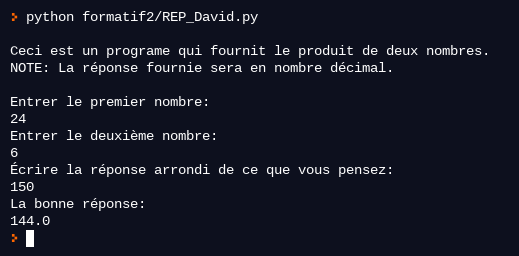 > python formatif2/REP_David.py
Ceci est un programe qui fournit le produit de deux nombres.
NOTE: La réponse fournie sera en nombre décimal.
Entrer le premier nombre:
24
Entrer le deuxième nombre:
6
Écrire la réponse arrondi de ce que vous pensez:
150
La bonne réponse:
144.0
>